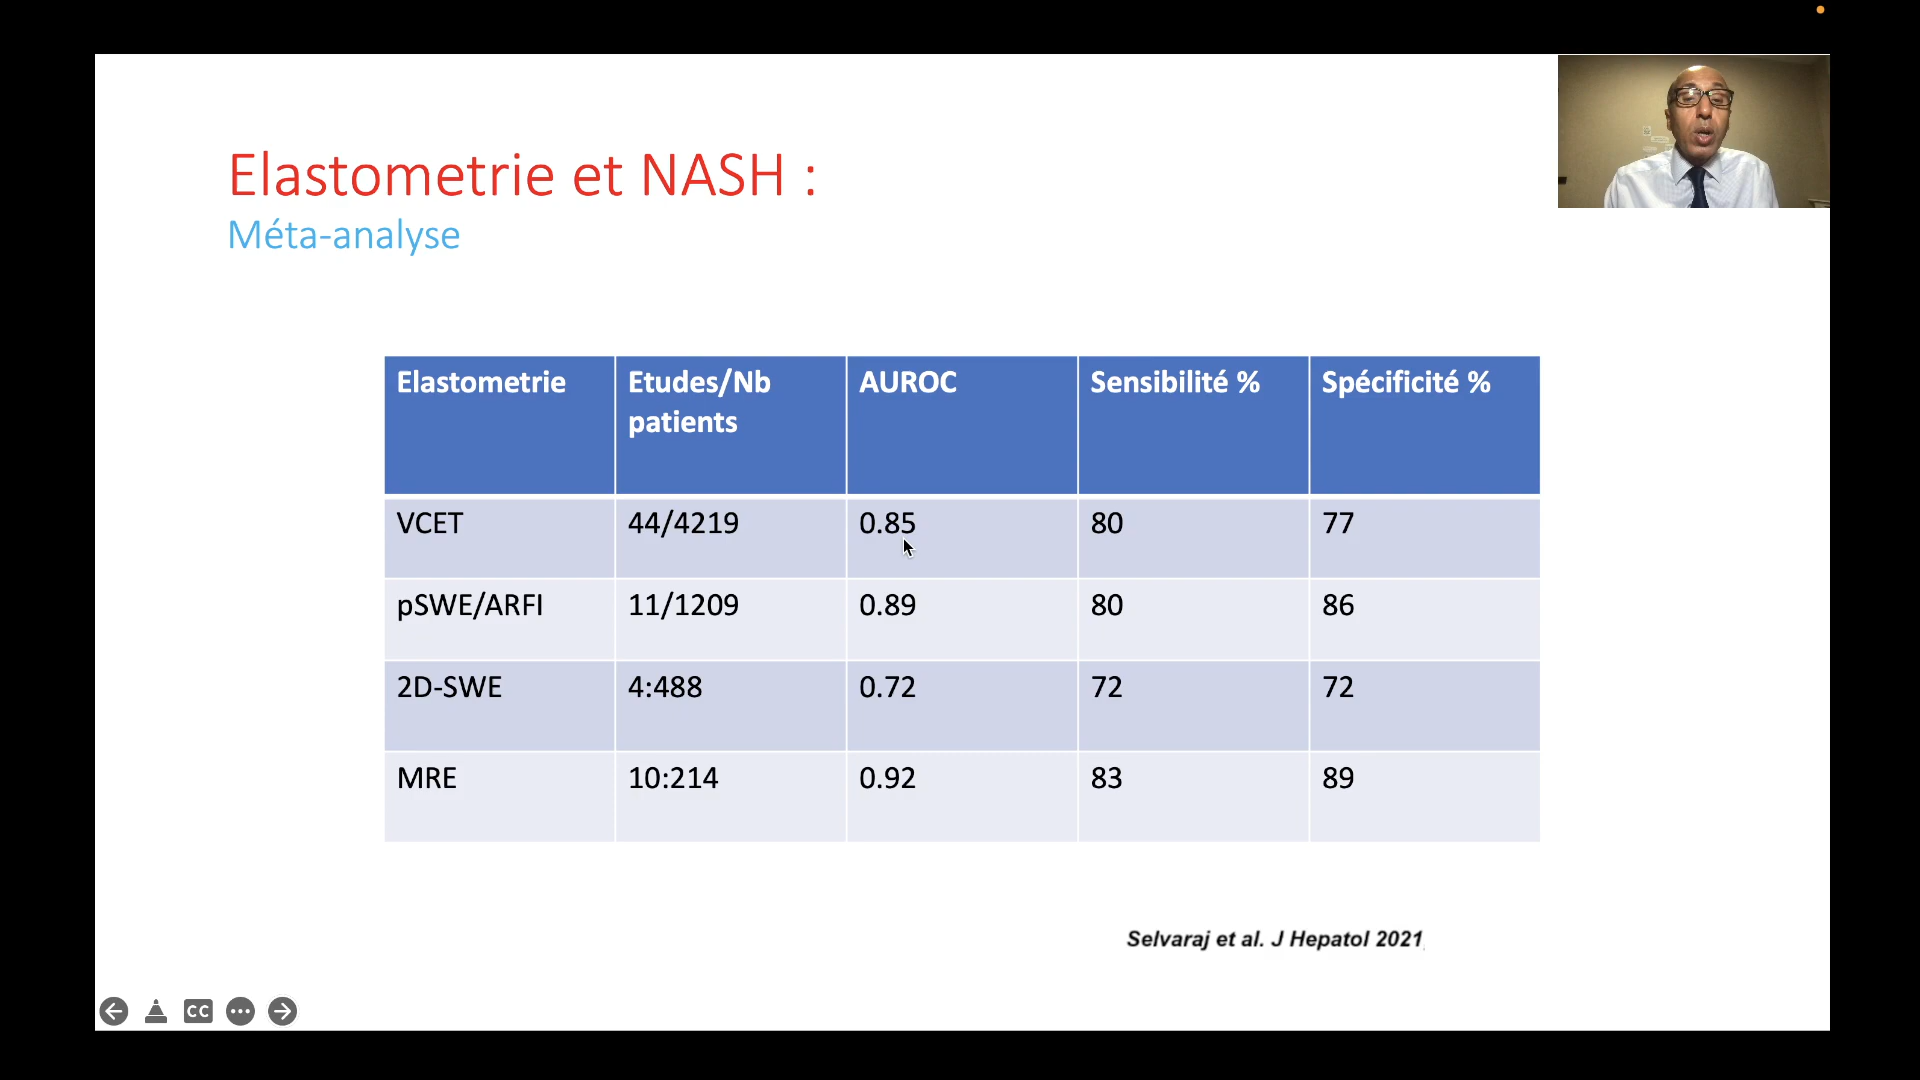 Elastometrie et NASH :
Méta-analyse
Elastometrie Etudes/Nb patients AUROC Sensibilité % Spécificité %
VCET 44/4219 0.85 80 77
pSWE/ARFI 11/1209 0.89 80 86
2D-SWE 4:488 0.72 72 72
MRE 10:214 0.92 83 89
Selvaraj et al. J Hepatol 2021
CC